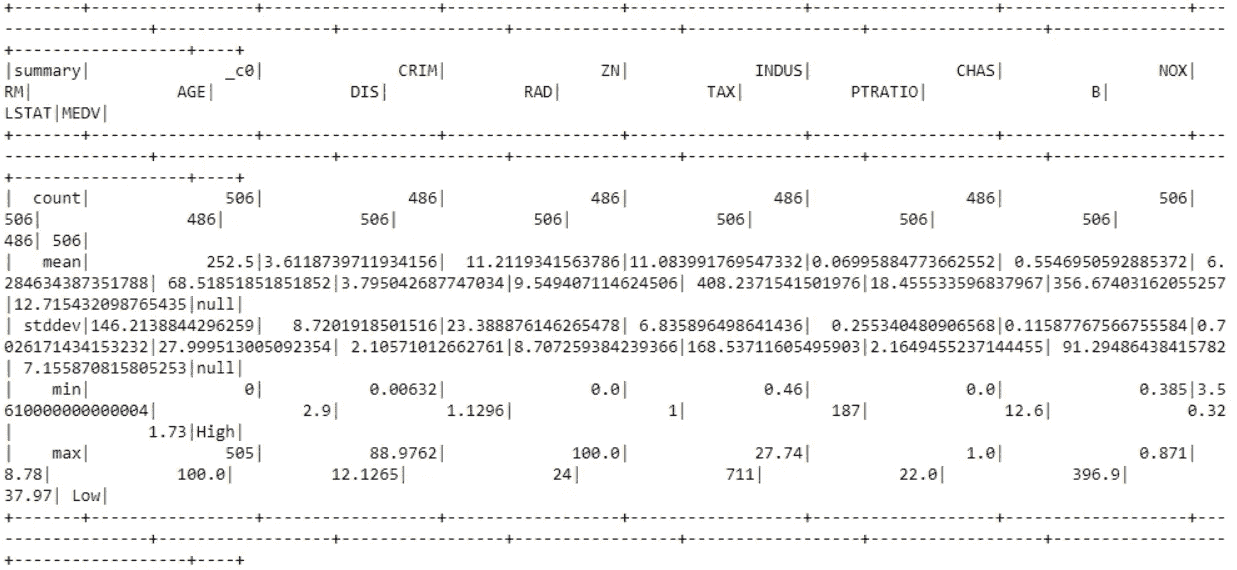 +-------+-----------------+------------------+------------------+------------------+-------------------+-------------------+---
---------------+------------------+-----------------+-----------------+------------------+------------------+------------------
+------------------+----+
|summary|              _c0|              CRIM|                ZN|             INDUS|               CHAS|                NOX|
RM|               AGE|              DIS|              RAD|               TAX|           PTRATIO|                 B|
LSTAT|MEDV|
+-------+-----------------+------------------+------------------+------------------+-------------------+-------------------+---
---------------+------------------+-----------------+-----------------+------------------+------------------+------------------
+------------------+----+
|  count|              506|               486|               486|               486|                486|                506|
506|               486|              506|              506|               506|               506|               506|
486| 506|
|   mean|            252.5|3.6118739711934156|  11.2119341563786|11.083991769547332|0.06995884773662552| 0.5546950592885372| 6.
284634387351788| 68.51851851851852|3.795042687747034|9.549407114624506| 408.2371541501976|18.455533596837967|356.67403162055257
|12.715432098765435|null|
| stddev|146.2138844296259|  8.7201918501516|23.388876146265478| 6.835896498641436|  0.255340480906568|0.11587767566755584|0.7
026171434153232|27.999513005092354| 2.10571012662761|8.707259384239366|168.53711605495903|2.1649455237144455| 91.29486438415782
| 7.155870815805253|null|
|    min|                0|           0.00632|               0.0|              0.46|                0.0|              0.385|3.5
610000000000004|               2.9|           1.1296|                1|               187|              12.6|              0.32
|              1.73|High|
|    max|              505|           88.9762|             100.0|             27.74|                1.0|              0.871|
8.78|             100.0|          12.1265|               24|               711|              22.0|             396.9|
37.97| Low|
+-------+-----------------+------------------+------------------+------------------+-------------------+-------------------+---
---------------+------------------+-----------------+-----------------+------------------+------------------+------------------
+------------------+----+